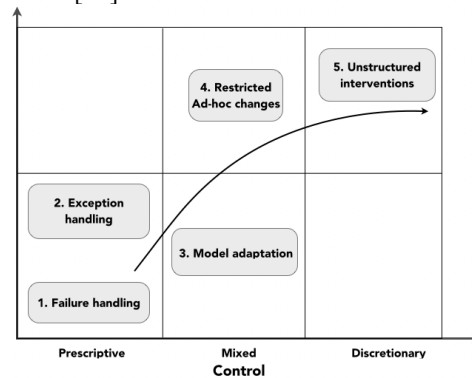 5. Unstructured
interventions
4. Restricted
Ad-hoc changes
2. Exception
handling
3. Model adaptation
1. Failure handling
Prescriptive
Mixed
Discretionary
Control